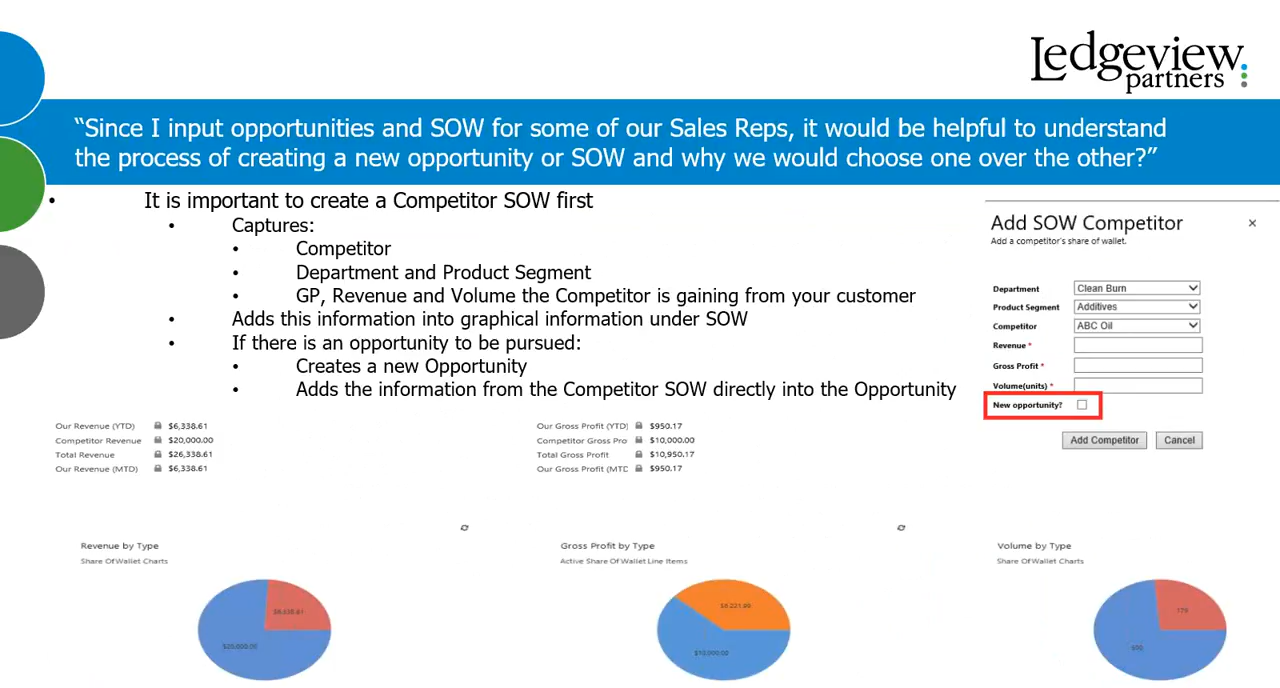 Ledgeview
partners
“Since I input opportunities and SOW for some of our Sales Reps, it would be helpful to understand
the process of creating a new opportunity or SOW and why we would choose one over the other?”
• It is important to create a Competitor SOW first
• Captures:
• Competitor
• Department and Product Segment
• GP, Revenue and Volume the Competitor is gaining from your customer
• Adds this information into graphical information under SOW
• If there is an opportunity to be pursued:
• Creates a new Opportunity
• Adds the information from the Competitor SOW directly into the Opportunity
Add SOW Competitor ×
Add a competitor's share of wallet.
Department Clean Burn
Product Segment Additives
Competitor ABC Oil
Revenue *
Gross Profit *
Volume(units) *
New opportunity?
Add Competitor Cancel
Our Revenue (YTD) $6,338.61
Competitor Revenue $20,000.00
Total Revenue $26,338.61
Our Revenue (MTD) $6,338.61
Our Gross Profit (YTD) $950.17
Competitor Gross Pro $10,000.00
Total Gross Profit $10,950.17
Our Gross Profit (MTD $950.17
Revenue by Type
Share Of Wallet Charts
$6,338.61
$20,000.00
Gross Profit by Type
Active Share Of Wallet Line Items
$10,000.00
Volume by Type
Share Of Wallet Charts